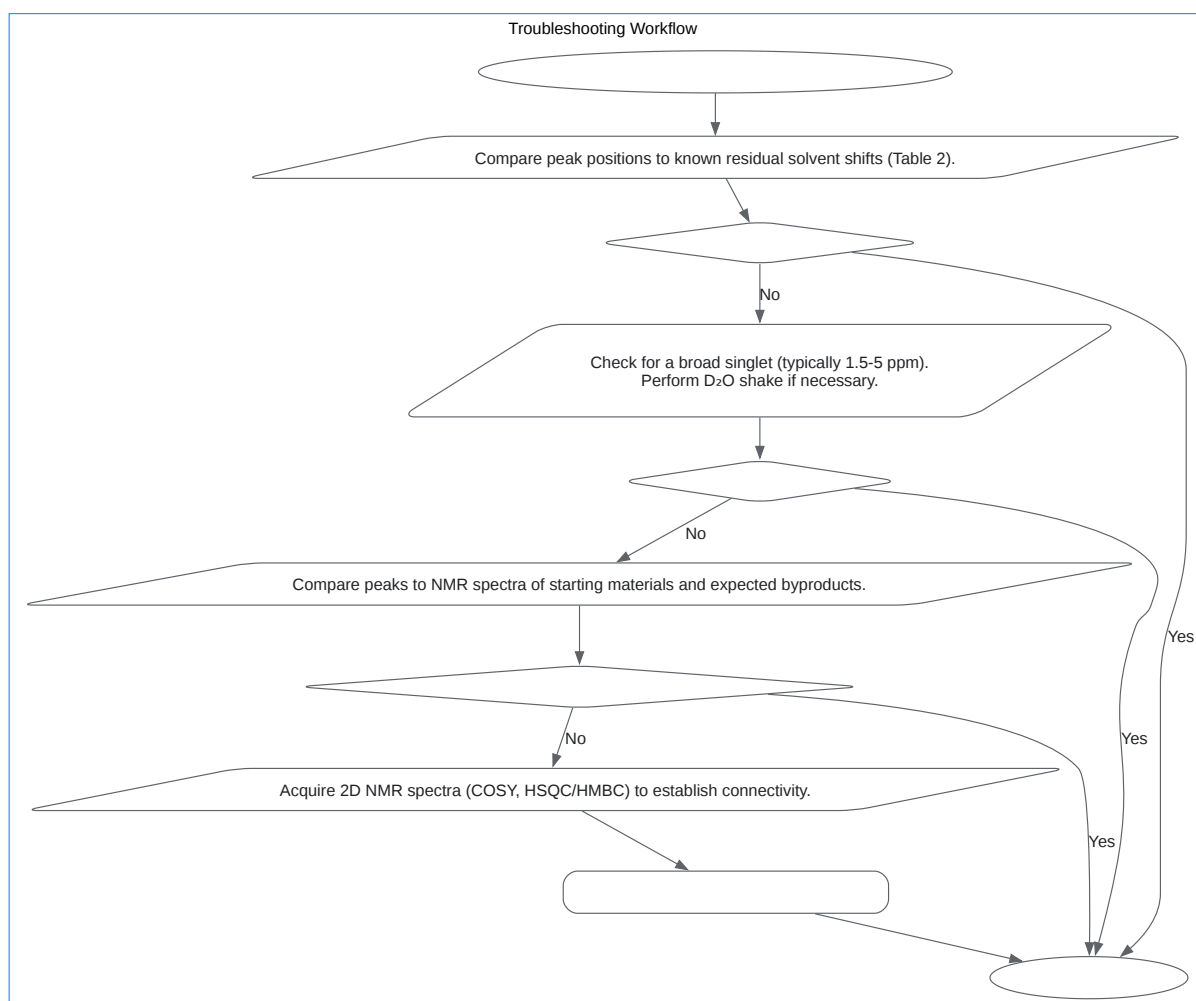 Troubleshooting Workflow
Compare peak positions to known residual solvent shifts (Table 2).
No
Check for a broad singlet (typically 1.5-5 ppm).
Perform D₂O shake if necessary.
No
Compare peaks to NMR spectra of starting materials and expected byproducts.
Yes
No
Yes
Acquire 2D NMR spectra (COSY, HSQC/HMBC) to establish connectivity.
Yes